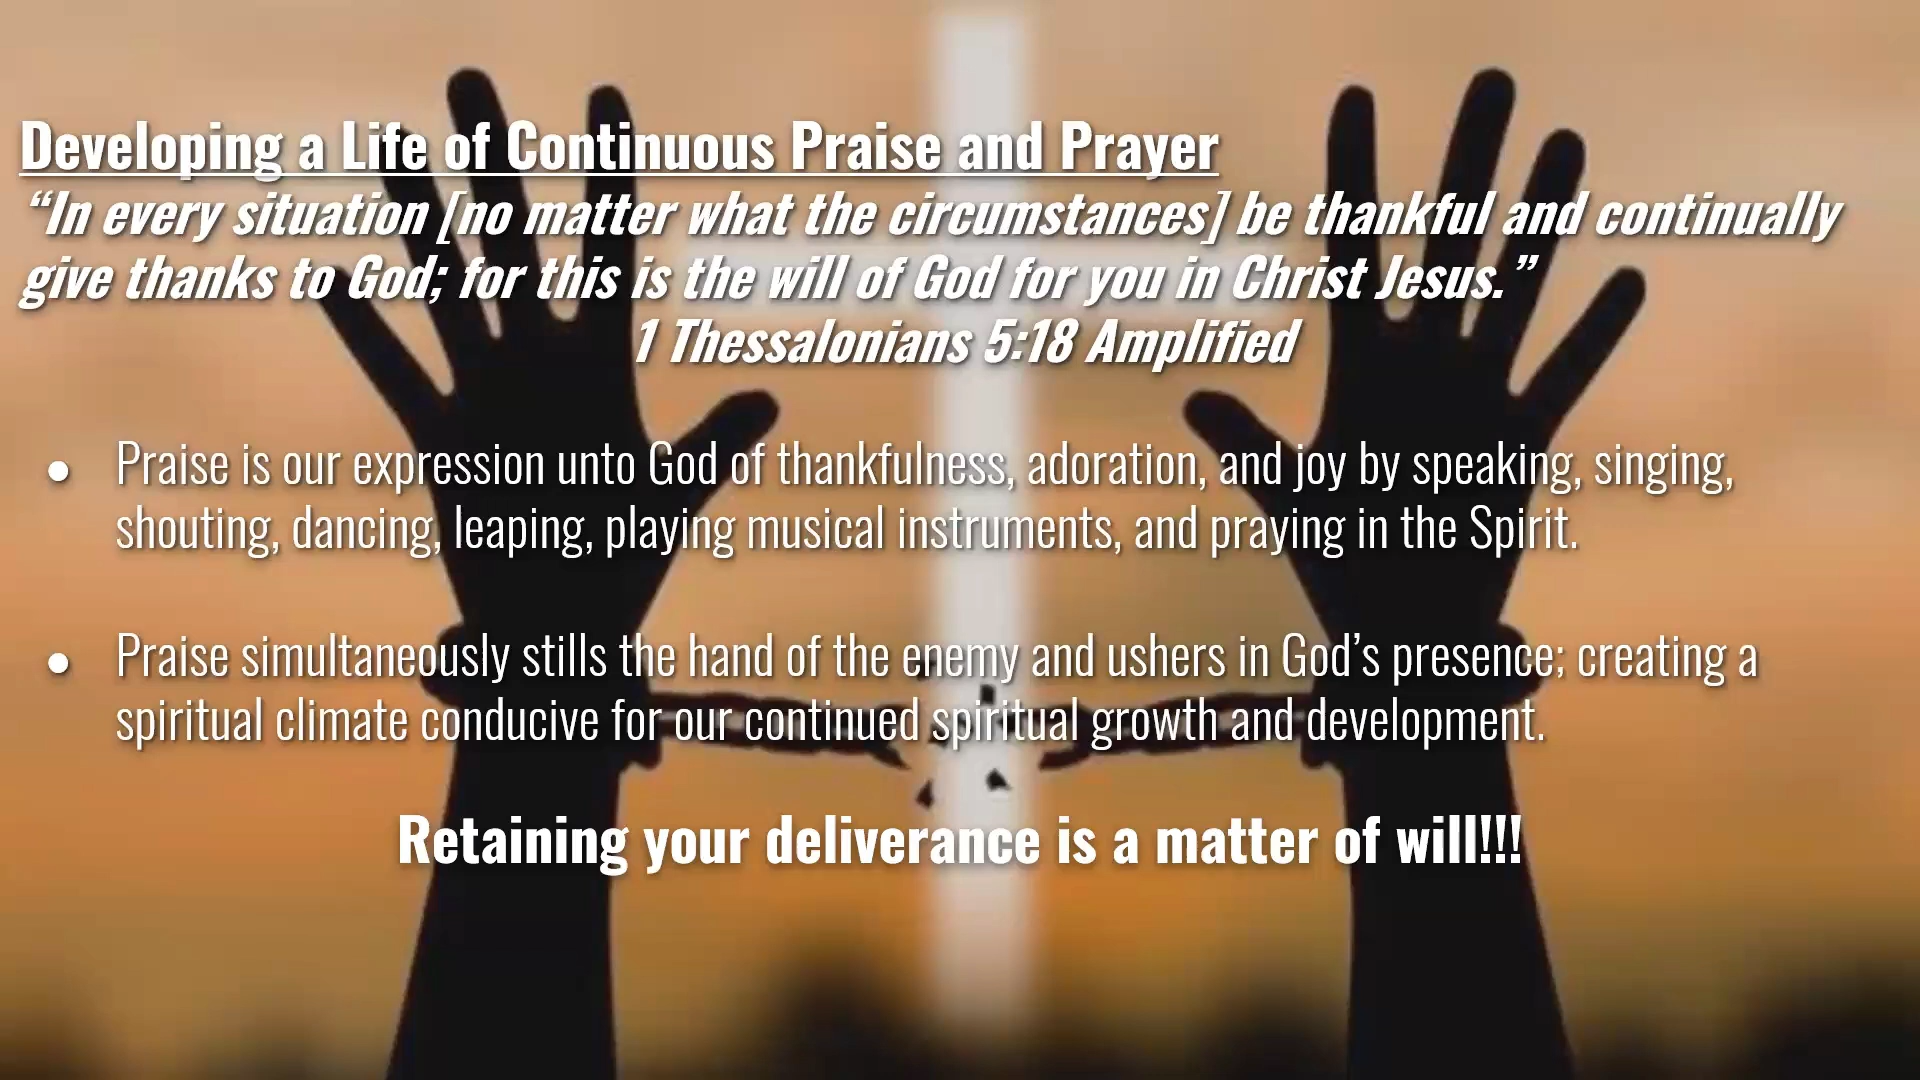 Developing a Life of Continuous Praise and Prayer
“In every situation [no matter what the circumstances] be thankful and continually
give thanks to God; for this is the will of God for you in Christ Jesus.”
1 Thessalonians 5:18 Amplified
● Praise is our expression unto God of thankfulness, adoration, and joy by speaking, singing,
shouting, dancing, leaping, playing musical instruments, and praying in the Spirit.
● Praise simultaneously stills the hand of the enemy and ushers in God’s presence; creating a
spiritual climate conducive for our continued spiritual growth and development.
Retaining your deliverance is a matter of will!!!